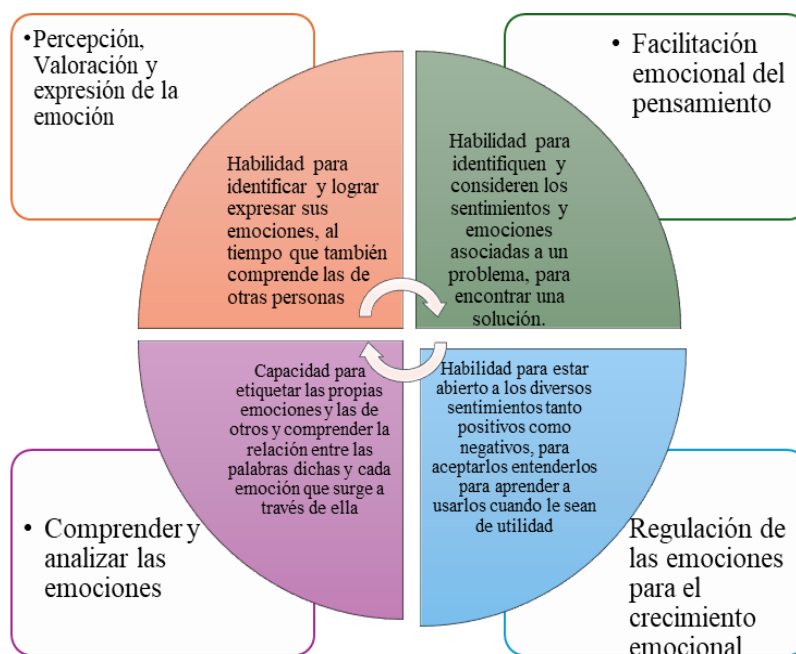 •Percepción,
Valoración y
expresión de la
emoción
• Facilitación
emocional del
pensamiento
Habilidad para
identificar y lograr
expresar sus
emociones, al
tiempo que también
comprende las de
otras personas
Habilidad para
identifiquen y
consideren los
sentimientos y
emociones
asociadas a un
problema, para
encontrar una
solución.
Capacidad para
etiquetar las propias
emociones y las de
otros y comprender la
relación entre las
palabras dichas y cada
emoción que surge a
través de ella
Habilidad para estar
abierto a los diversos
sentimientos tanto
positivos como
negativos, para
aceptarlos entenderlos
para aprender a
usarlos cuando le sean
de utilidad
• Comprender y
analizar las
emociones
Regulación de
las emociones
para el
crecimiento
emocional